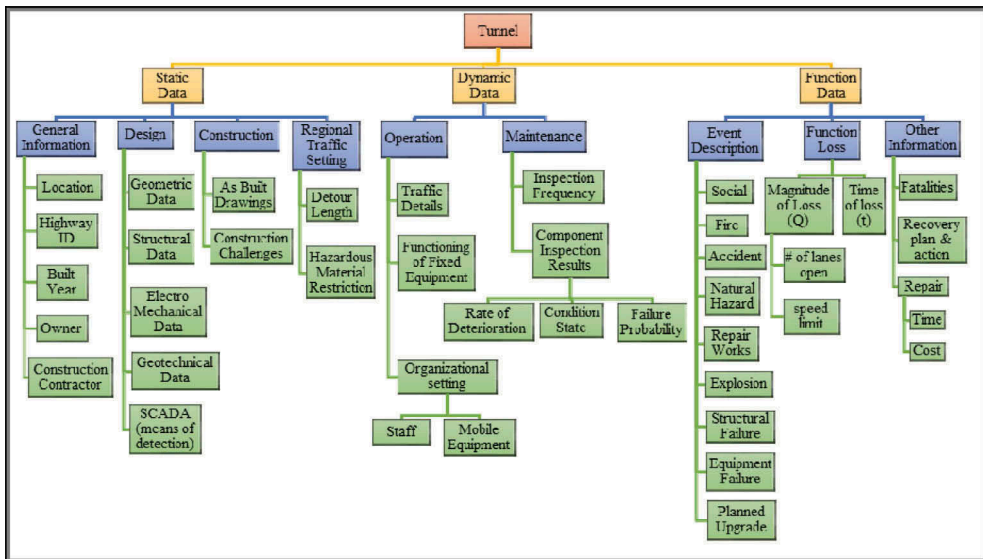 Tunnel
Static
Data
Dynamic
Data
Function
Data
General
Information
Design
Construction
Regional
Traffic
Setting
Operation
Maintenance
Event
Description
Function
Loss
Other
Information
Location
Highway
ID
Built
Year
Owner
Construction
Contractor
Geometric
Data
Structural
Data
Electro
Mechanical
Data
Geotechnical
Data
SCADA
(means of
detection)
As Built
Drawings
Construction
Challenges
Detour
Length
Hazardous
Material
Restriction
Traffic
Details
Functioning
of Fixed
Equipment
Organizational
setting
Staff
Mobile
Equipment
Inspection
Frequency
Component
Inspection
Results
Rate of
Deterioration
Condition
State
Failure
Probability
Social
Fire
Accident
Natural
Hazard
Repair
Works
Explosion
Structural
Failure
Equipment
Failure
Planned
Upgrade
Magnitude
of Loss
(Q)
Time of
loss (t)
# of lanes
open
speed
limit
Fatalities
Recovery
plan &
action
Repair
Time
Cost